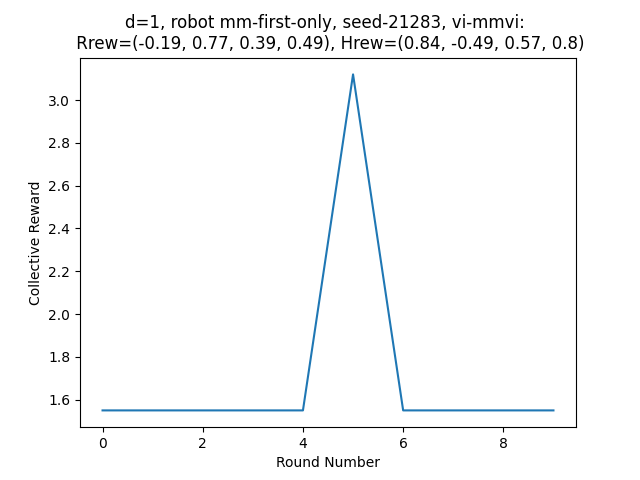 d=1, robot mm-first-only, seed-21283, vi-mmvi:
Rrew=(-0.19, 0.77, 0.39, 0.49), Hrew=(0.84, -0.49, 0.57, 0.8)
3.0
2.8
2.6
2.4
2.2
2.0
1.8
1.6
Collective Reward
0 2 4 6 8
Round Number